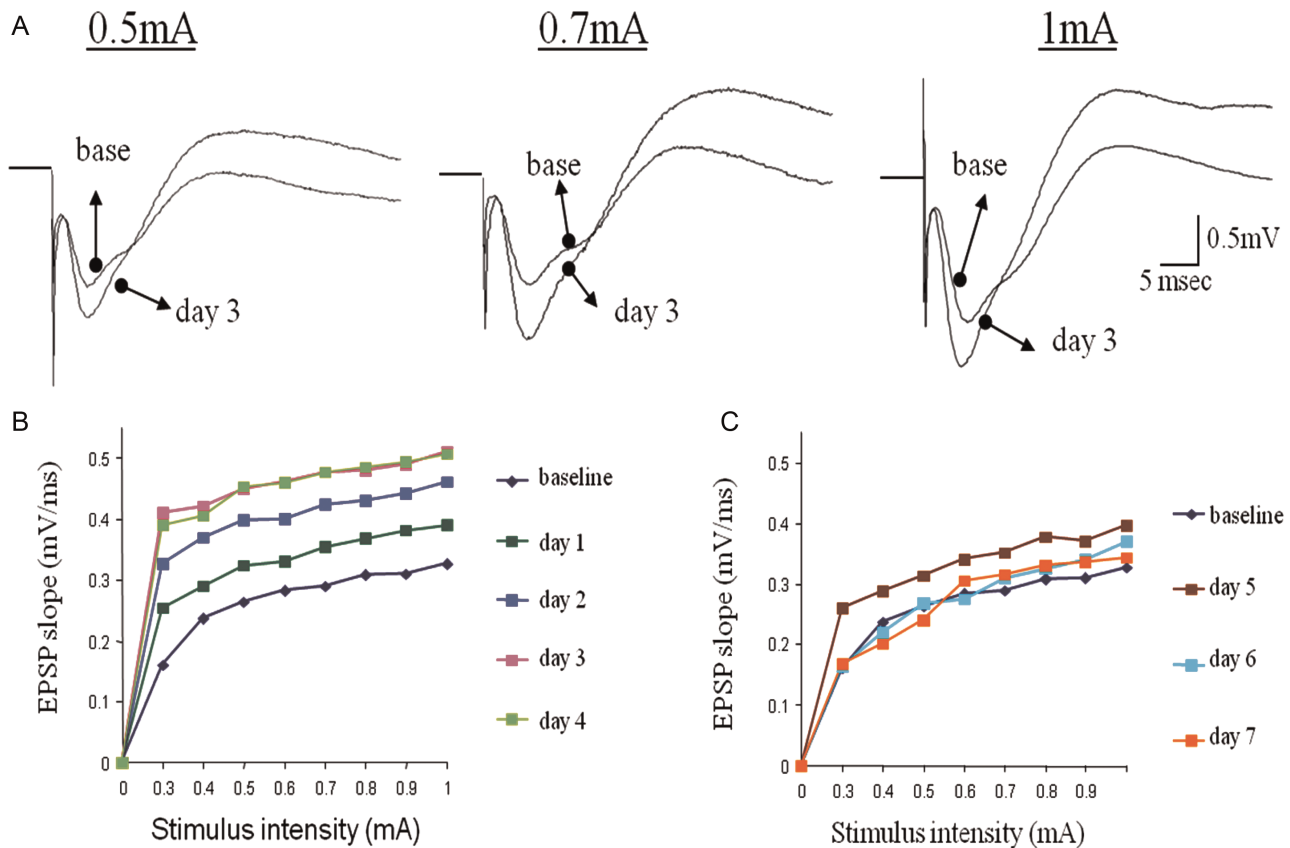 A
0.5mA
0.7mA
1mA
base
day 3
base
day 3
base
day 3
0.5mV
5 msec
B
EPSP slope (mV/ms)
0.5
0.4
0.3
0.2
0.1
0
0 0.3 0.4 0.5 0.6 0.7 0.8 0.9 1
Stimulus intensity (mA)
baseline
day 1
day 2
day 3
day 4
C
EPSP slope (mV/ms)
0.5
0.4
0.3
0.2
0.1
0
0 0.3 0.4 0.5 0.6 0.7 0.8 0.9
Stimulus intensity (mA)
baseline
day 5
day 6
day 7